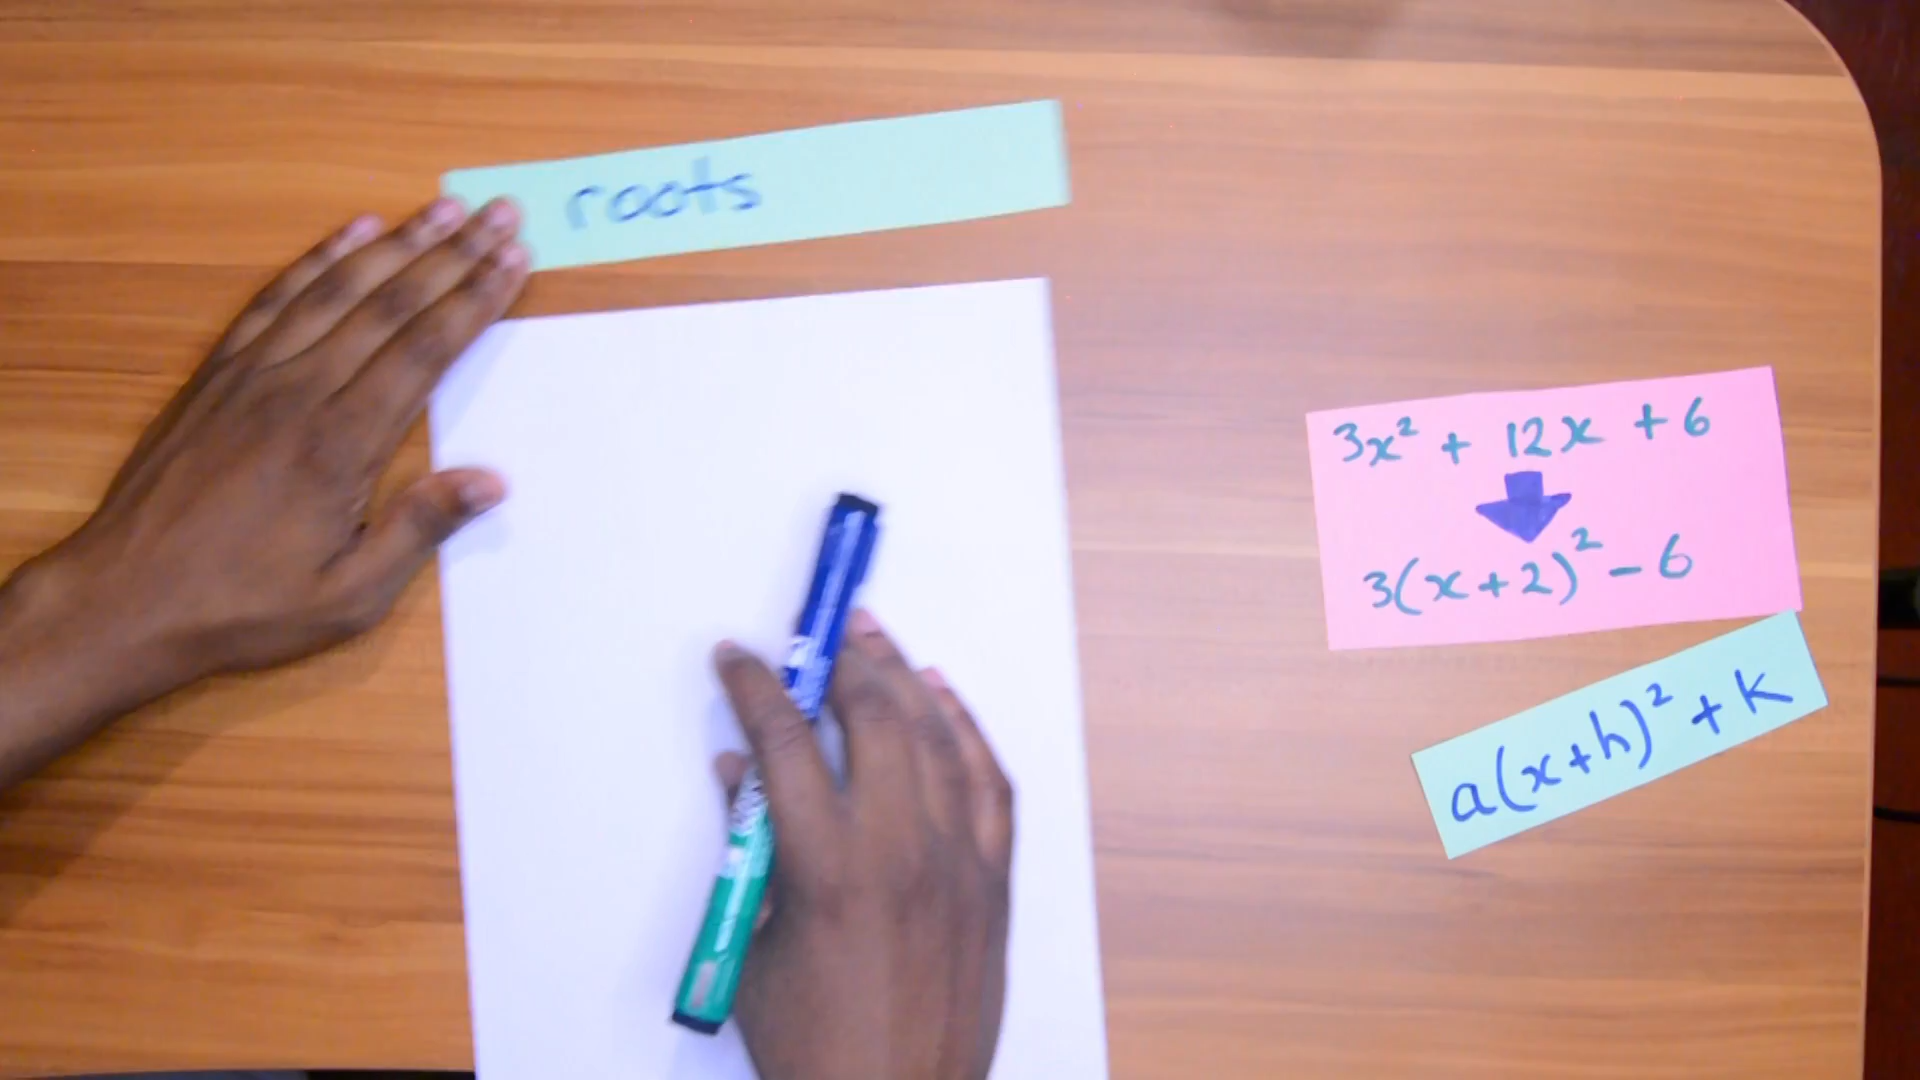 roots
3x² + 12x + 6
3(x+2)² - 6
a(x+h)² + k